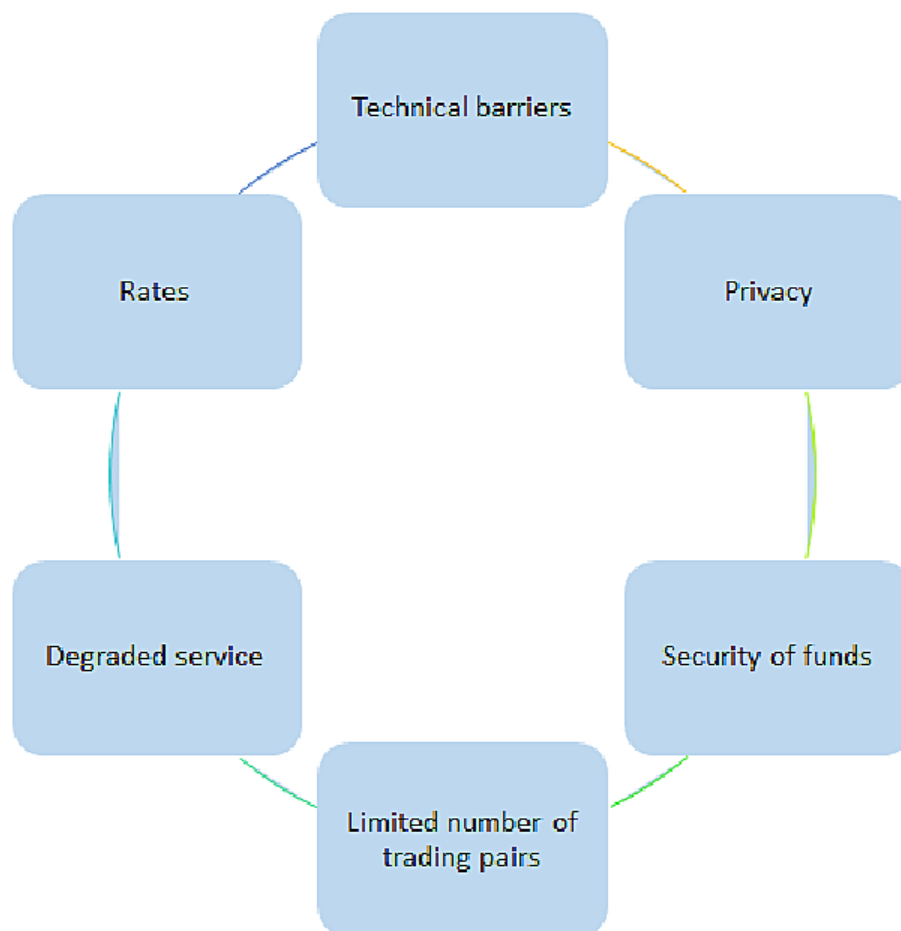 Technical barriers
Rates
Privacy
Degraded service
Security of funds
Limited number of
trading pairs